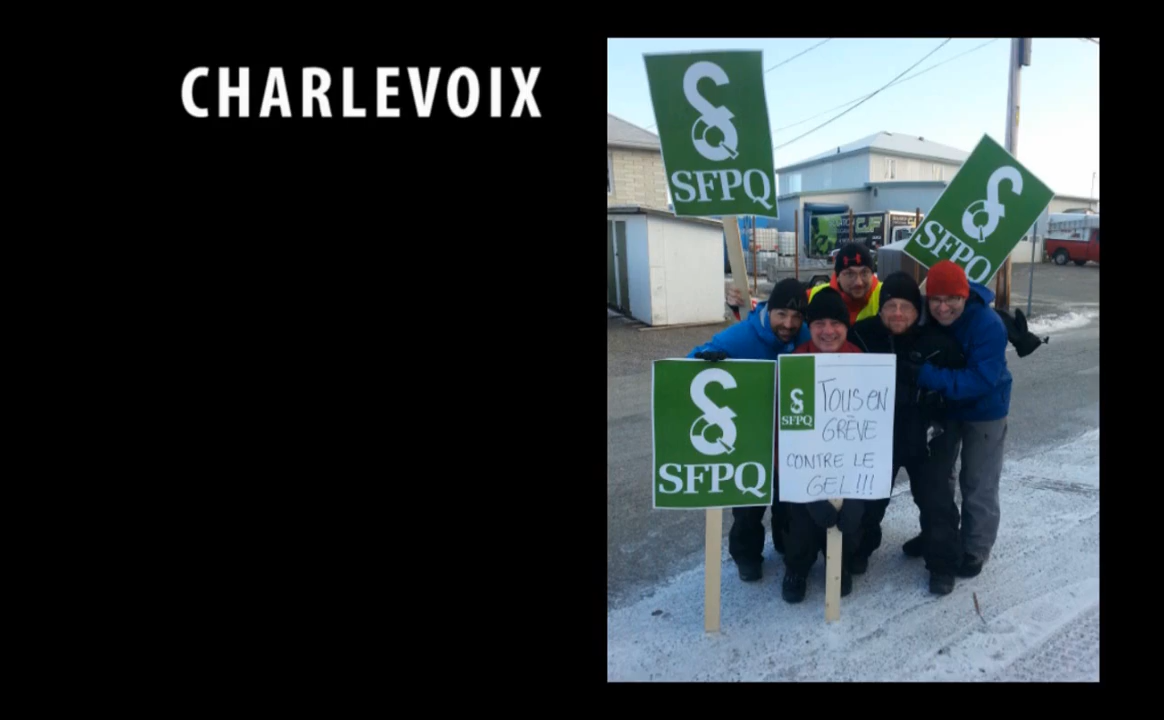 CHARLEVOIX
SFPQ
SFPQ
SFPQ
SFPQ
TOUS EN
GRÈVE
CONTRE LE
GEL!!!